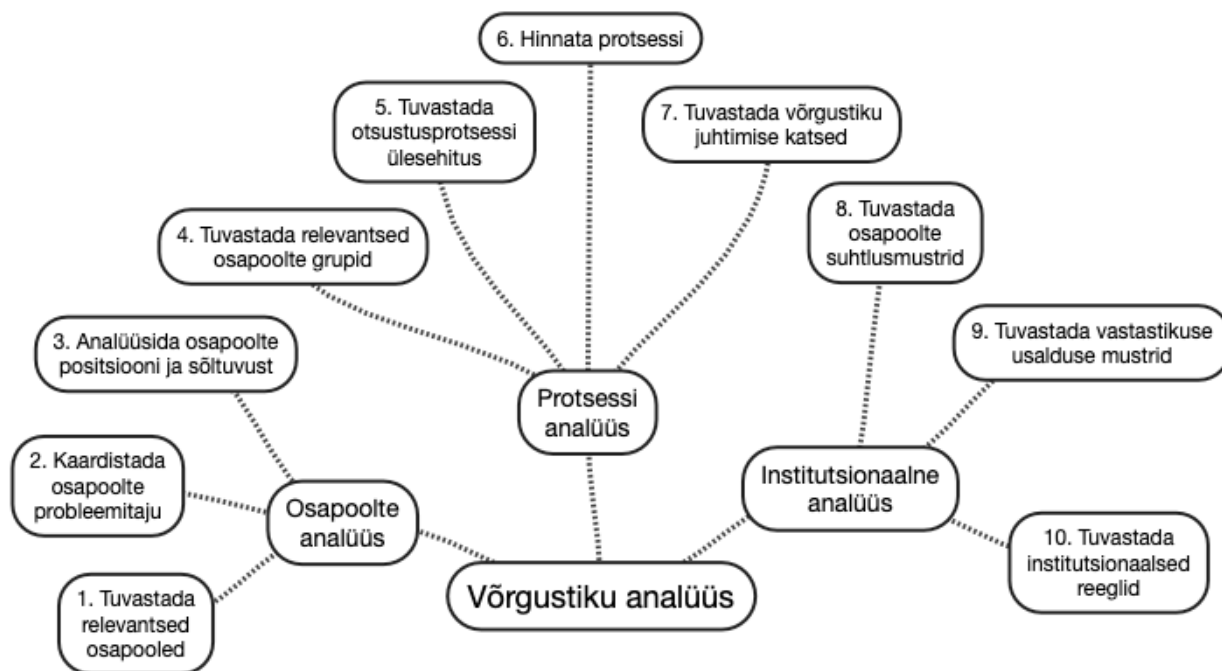 6. Hinnata protsessi
5. Tuvastada
otsustusprotsessi
ülesehitus
7. Tuvastada võrgustiku
juhtimise katsed
4. Tuvastada relevantsed
osapoolte grupid
8. Tuvastada
osapoolte
suhtlusmustrid
3. Analüüsida osapoolte
positsiooni ja sõltuvust
9. Tuvastada vastastikuse
usalduse mustrid
Protsessi
analüüs
2. Kaardistada
osapoolte
probleemitaju
Osapoolte
analüüs
Institutsionaalne
analüüs
10. Tuvastada
institutsionaalsed
reeglid
1. Tuvastada
relevantsed
osapooled
Võrgustiku analüüs